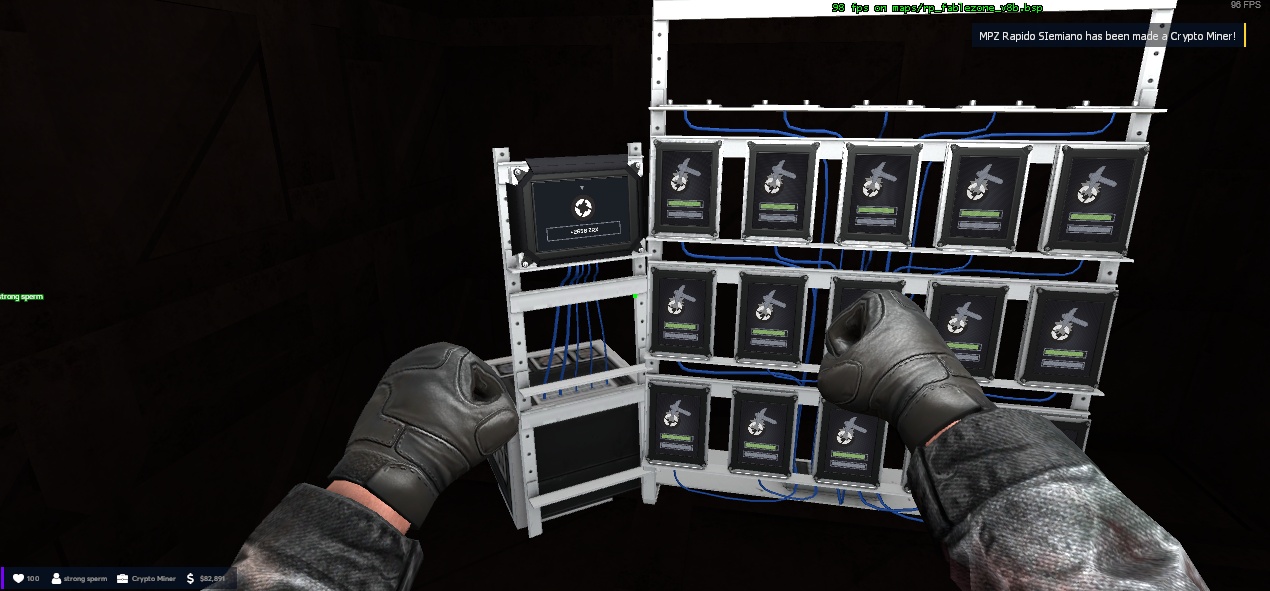 98 fps on maps/rp_fablezone_v8b.bsp
96 FPS
MPZ Rapido SIemiano has been made a Crypto Miner!
strong sperm
100
strong sperm
Crypto Miner
$82,891